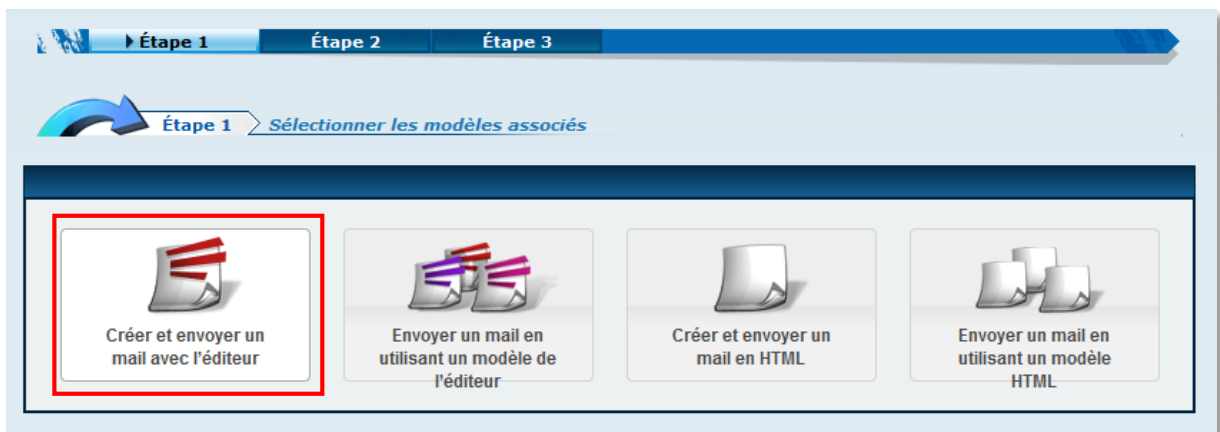 Étape 1 Étape 2 Étape 3
Étape 1 Sélectionner les modèles associés
Créer et envoyer un
mail avec l'éditeur
Envoyer un mail en
utilisant un modèle de
l'éditeur
Créer et envoyer un
mail en HTML
Envoyer un mail en
utilisant un modèle
HTML